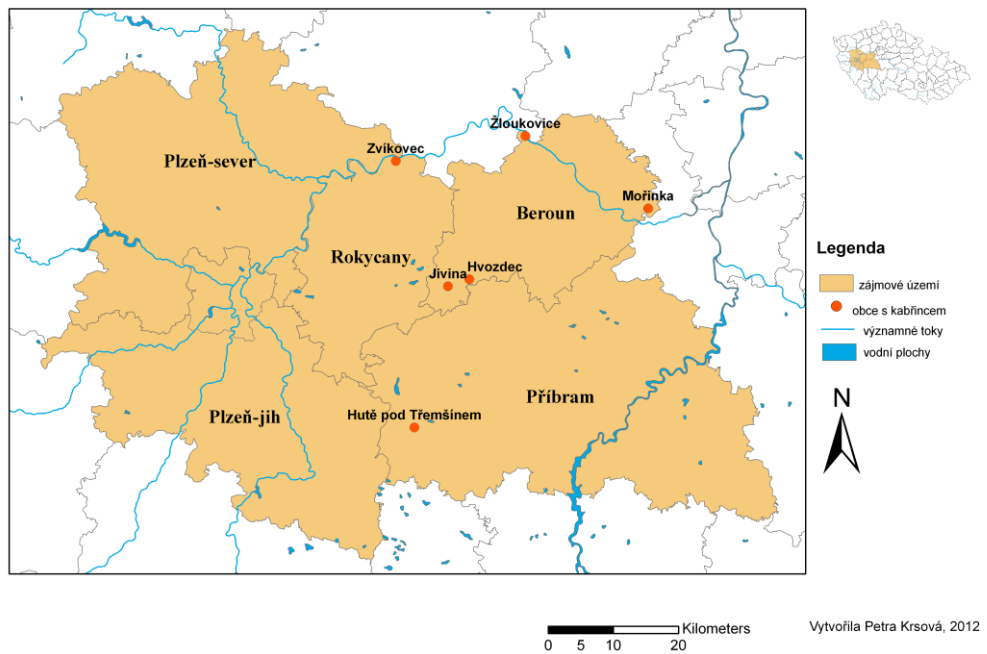 Žloukovice
Zvíkovec
Plzeň-sever
Mořinka
Beroun
Rokycany
Jivina
Hvozdec
Příbram
Plzeň-jih
Hutě pod Třemšínem
Legenda
zájmové území
obce s kabřincem
významné toky
vodní plochy
N
Kilometers
0 5 10 20
Vytvořila Petra Krsová, 2012